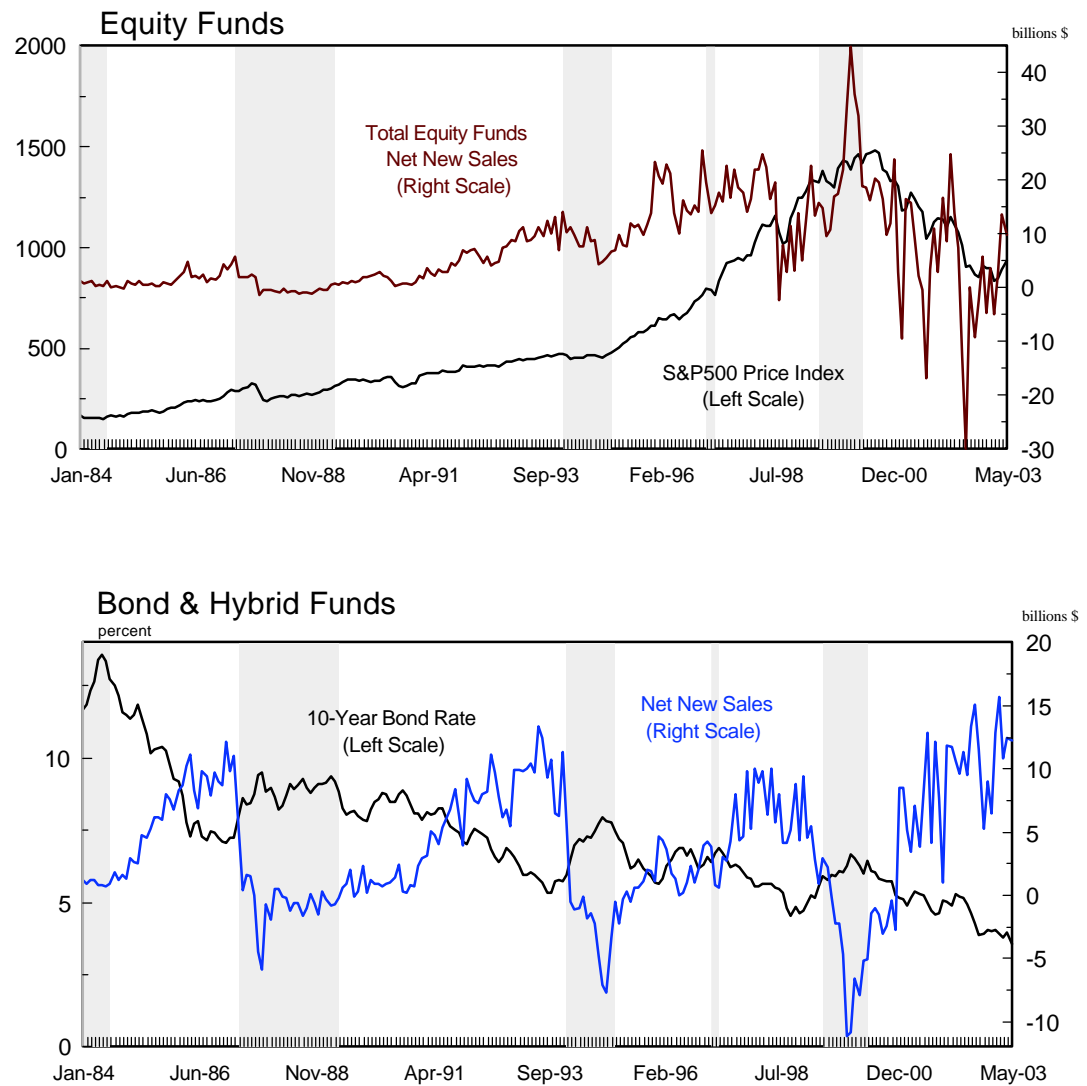 Equity Funds
billions $
2000
1500
1000
500
0
40
30
20
10
0
-10
-20
-30
Total Equity Funds
Net New Sales
(Right Scale)
S&P500 Price Index
(Left Scale)
Jan-84 Jun-86 Nov-88 Apr-91 Sep-93 Feb-96 Jul-98 Dec-00 May-03
Bond & Hybrid Funds
percent
billions $
10
5
0
20
15
10
5
0
-5
-10
10-Year Bond Rate
(Left Scale)
Net New Sales
(Right Scale)
Jan-84 Jun-86 Nov-88 Apr-91 Sep-93 Feb-96 Jul-98 Dec-00 May-03